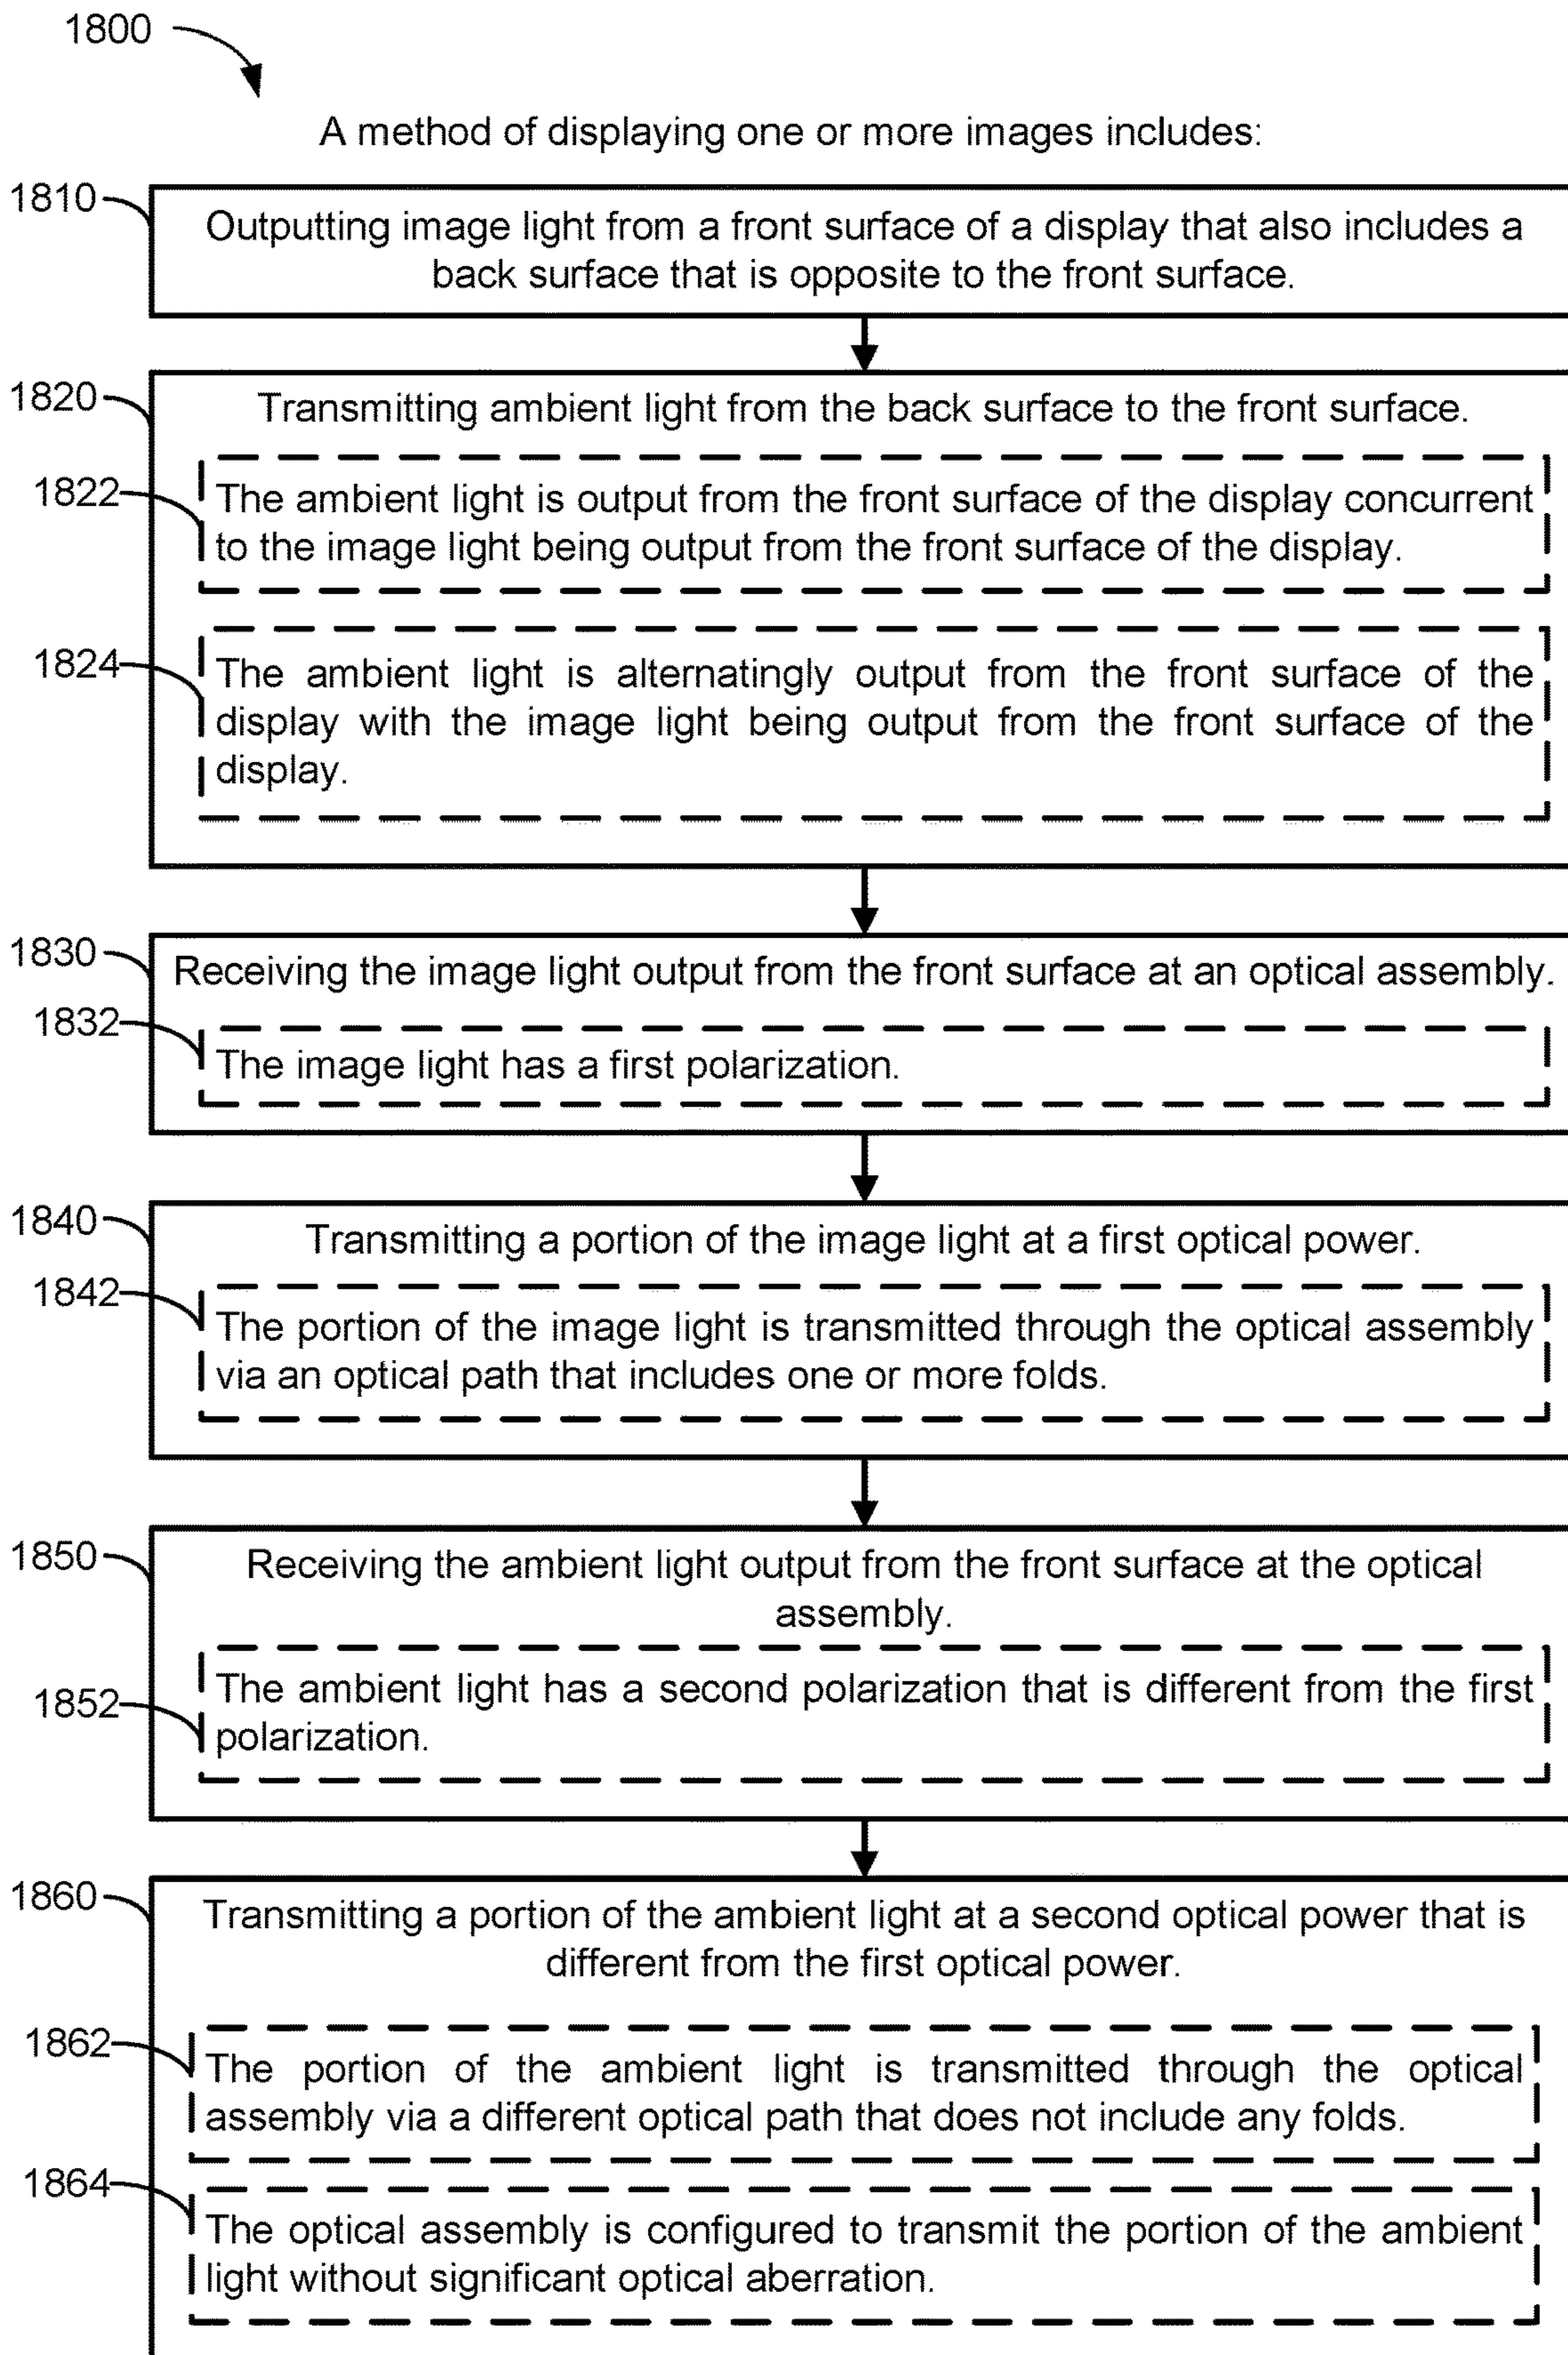 1800
A method of displaying one or more images includes:
1810
Outputting image light from a front surface of a display that also includes a
back surface that is opposite to the front surface.
1820
Transmitting ambient light from the back surface to the front surface.
1822
The ambient light is output from the front surface of the display concurrent
to the image light being output from the front surface of the display.
1824
The ambient light is alternatingly output from the front surface of the
display with the image light being output from the front surface of the
display.
1830
Receiving the image light output from the front surface at an optical assembly.
1832
The image light has a first polarization.
1840
Transmitting a portion of the image light at a first optical power.
1842
The portion of the image light is transmitted through the optical assembly
via an optical path that includes one or more folds.
1850
Receiving the ambient light output from the front surface at the optical
assembly.
1852
The ambient light has a second polarization that is different from the first
polarization.
1860
Transmitting a portion of the ambient light at a second optical power that is
different from the first optical power.
1862
The portion of the ambient light is transmitted through the optical
assembly via a different optical path that does not include any folds.
1864
The optical assembly is configured to transmit the portion of the ambient
light without significant optical aberration.